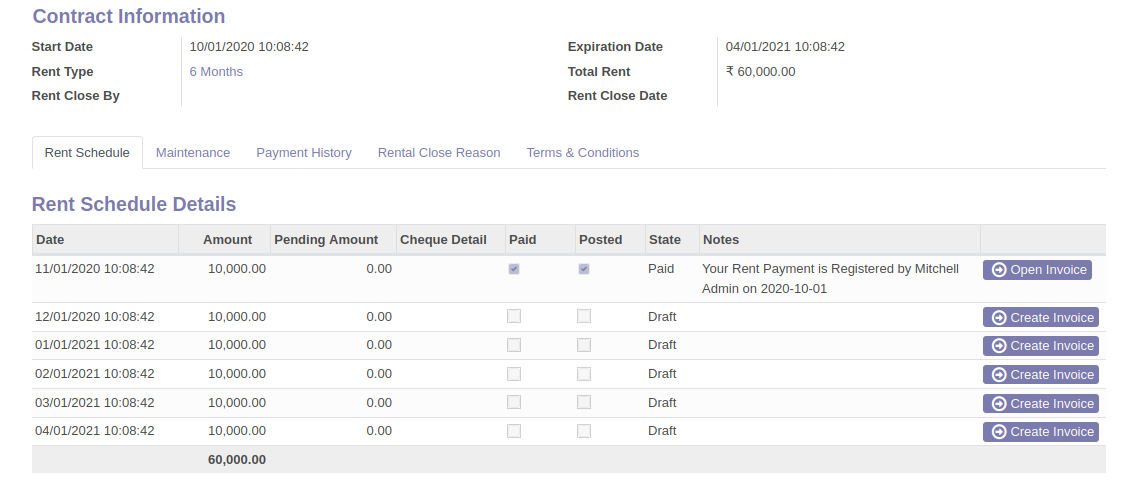 Contract Information
Start Date 10/01/2020 10:08:42 Expiration Date 04/01/2021 10:08:42
Rent Type 6 Months Total Rent ₹ 60,000.00
Rent Close By Rent Close Date
Rent Schedule Maintenance Payment History Rental Close Reason Terms & Conditions
Rent Schedule Details
Date Amount Pending Amount Cheque Detail Paid Posted State Notes
11/01/2020 10:08:42 10,000.00 0.00 Paid Your Rent Payment is Registered by Mitchell Open Invoice
Admin on 2020-10-01
12/01/2020 10:08:42 10,000.00 0.00 Draft Create Invoice
01/01/2021 10:08:42 10,000.00 0.00 Draft Create Invoice
02/01/2021 10:08:42 10,000.00 0.00 Draft Create Invoice
03/01/2021 10:08:42 10,000.00 0.00 Draft Create Invoice
04/01/2021 10:08:42 10,000.00 0.00 Draft Create Invoice
60,000.00